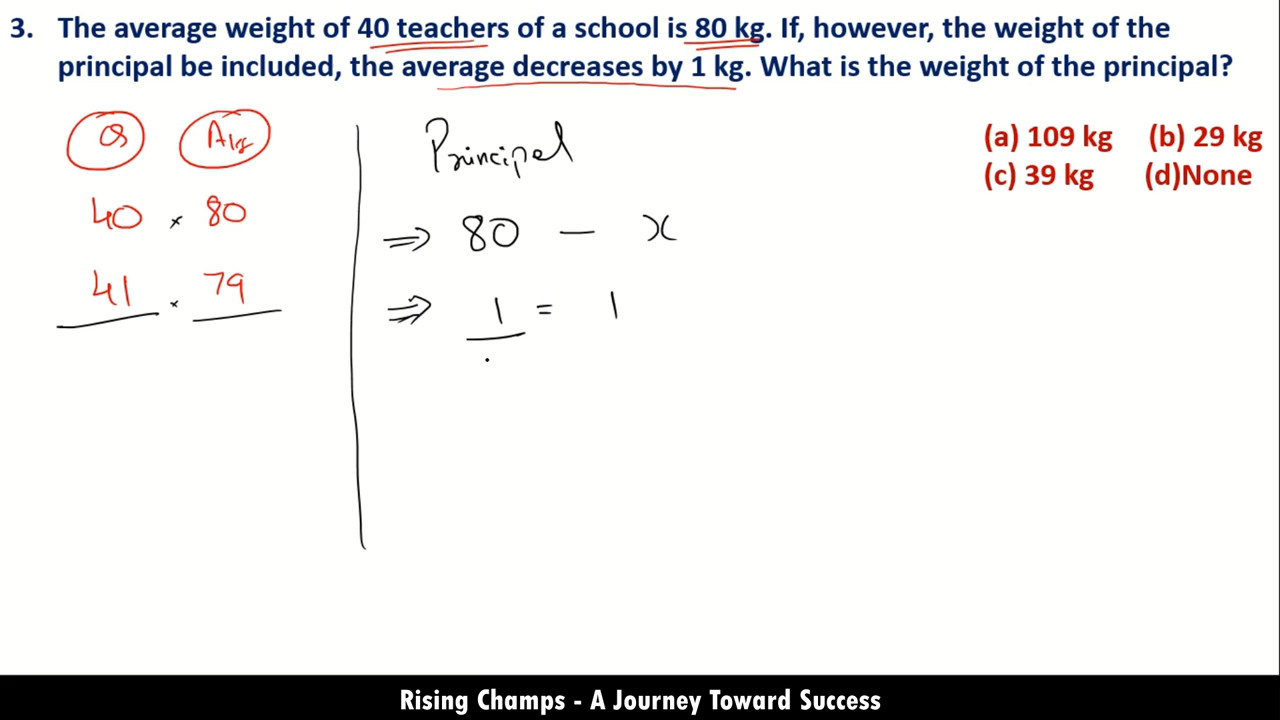 3. The average weight of 40 teachers of a school is 80 kg. If, however, the weight of the
principal be included, the average decreases by 1 kg. What is the weight of the principal?
(a) 109 kg (b) 29 kg
(c) 39 kg (d)None
40 × 80
41 × 79
Principal
⇒ 80 — x
⇒ 1 = 1
Rising Champs - A Journey Toward Success